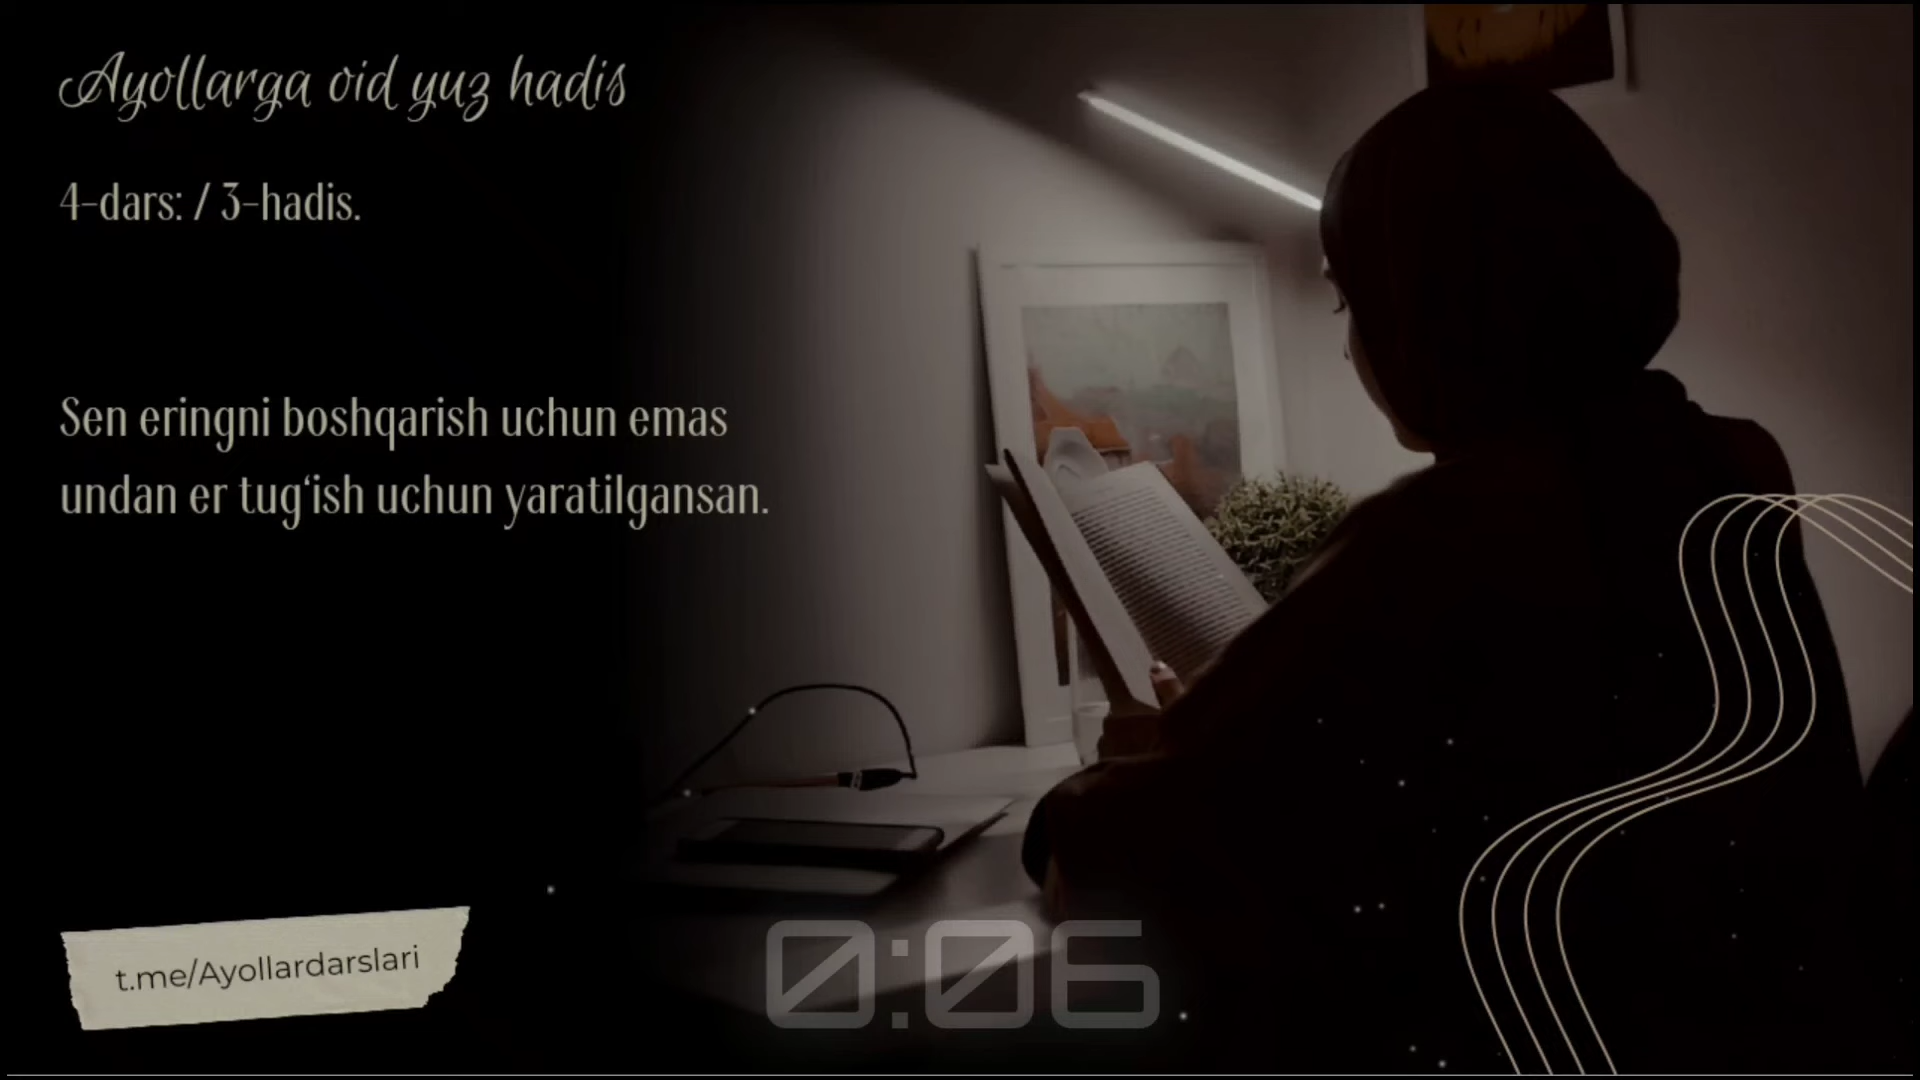 Ayollarga oid yuz hadis
4-dars: / 3-hadis.
Sen eringni boshqarish uchun emas
undan er tug‘ish uchun yaratilgansan.
t.me/Ayollardarslari
0:06